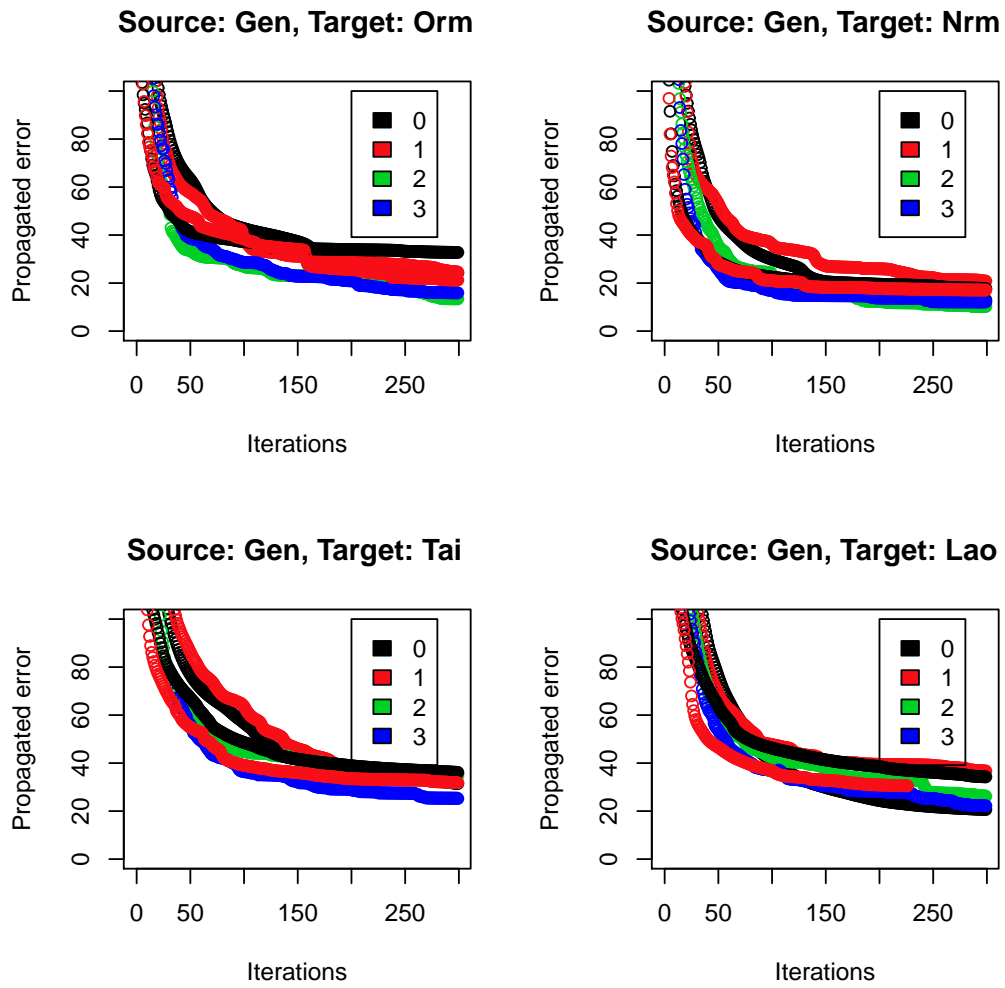 Source: Gen, Target: Orm
Propagated error
0 20 40 60 80
0
1
2
3
0 50 150 250
Iterations
Source: Gen, Target: Nrm
Propagated error
0 20 40 60 80
0
1
2
3
0 50 150 250
Iterations
Source: Gen, Target: Tai
Propagated error
0 20 40 60 80
0
1
2
3
0 50 150 250
Iterations
Source: Gen, Target: Lao
Propagated error
0 20 40 60 80
0
1
2
3
0 50 150 250
Iterations